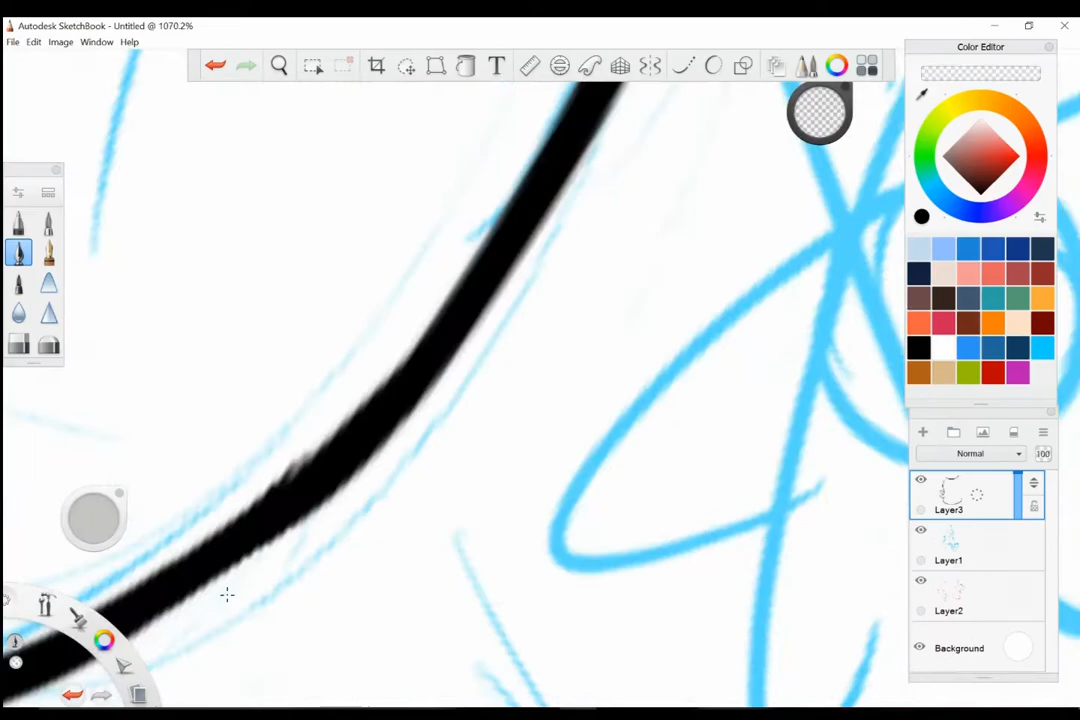 Autodesk SketchBook - Untitled @ 1070.2%
File Edit Image Window Help
T
Color Editor
Normal 100
Layer3
Layer1
Layer2
Background